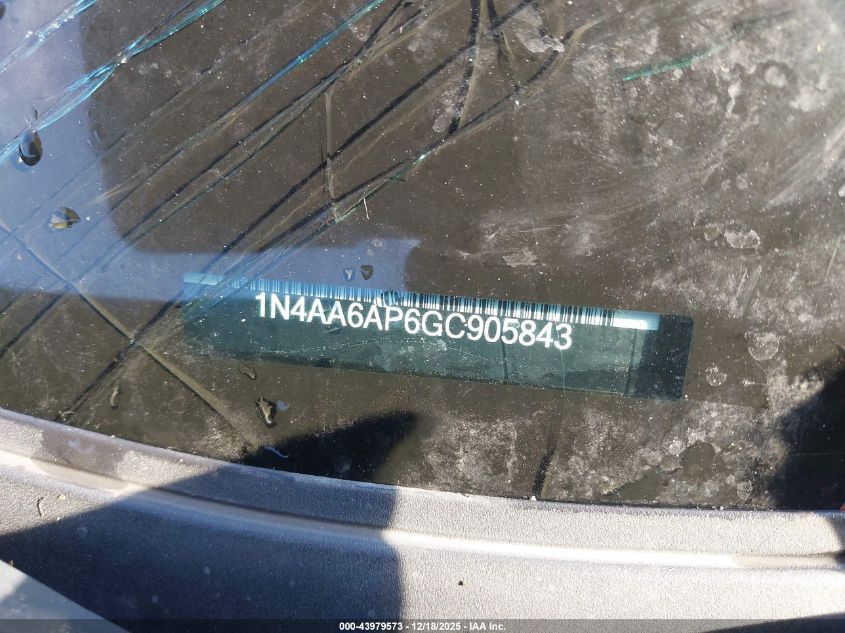 1N4AA6AP6GC905843
000-43979573 | 12/18/2025 - IAA Inc.